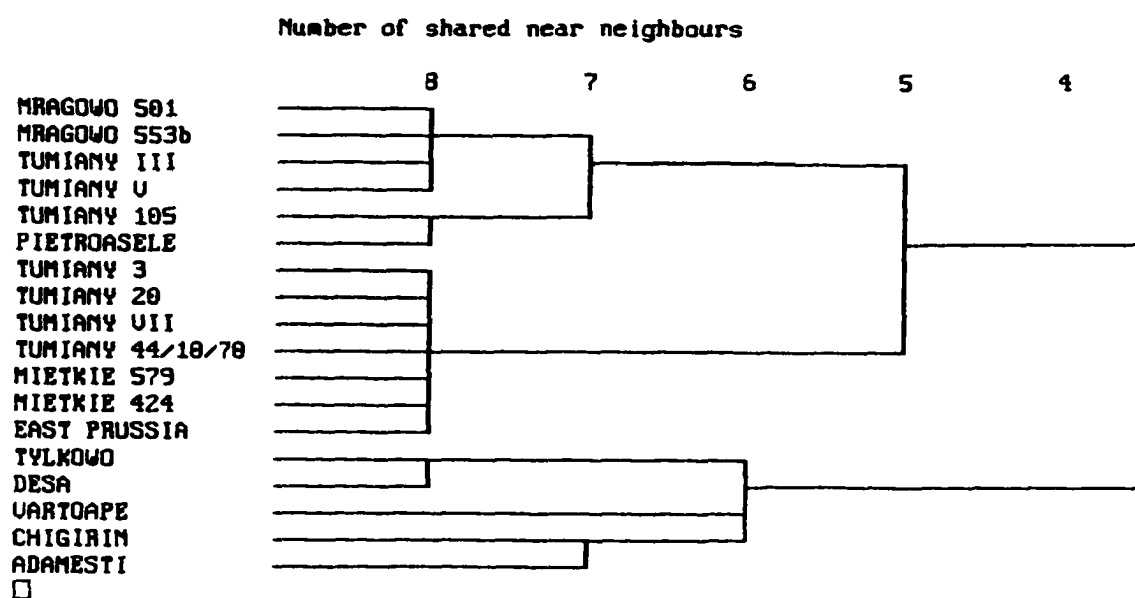 Number of shared near neighbours
8 7 6 5 4
MRAGOWO 501
MRAGOWO 553b
TUMIANY III
TUMIANY V
TUMIANY 105
PIETROASELE
TUMIANY 3
TUMIANY 20
TUMIANY VII
TUMIANY 44/10/70
MIETKIE 579
MIETKIE 424
EAST PRUSSIA
TYLKOWO
DESA
VARTOAPE
CHIGIRIN
ADAMESTI